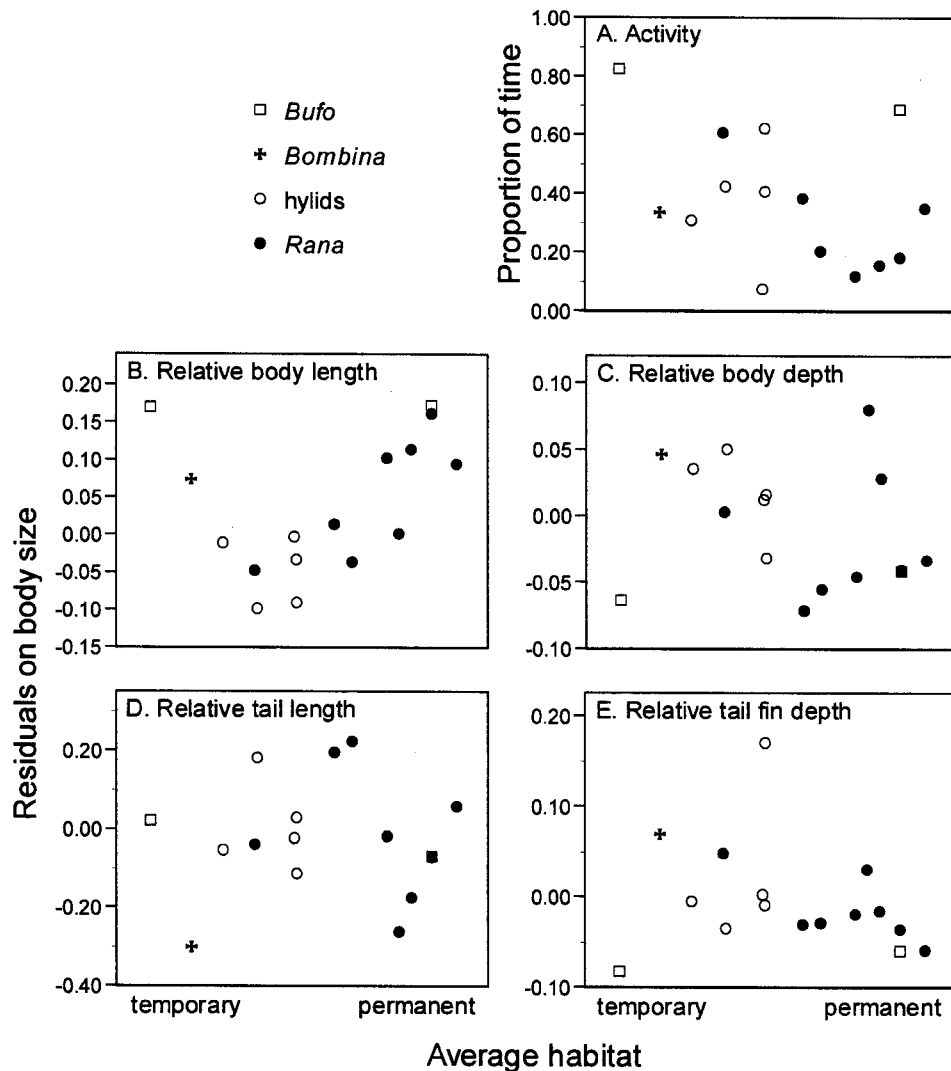 A. Activity
1.00
0.80
0.60
0.40
0.20
0.00
Proportion of time
Bufo
Bombina
hylids
Rana
B. Relative body length
0.20
0.15
0.10
0.05
0.00
-0.05
-0.10
-0.15
C. Relative body depth
0.10
0.05
0.00
-0.05
-0.10
Residuals on body size
D. Relative tail length
0.20
0.00
-0.20
-0.40
temporary
permanent
E. Relative tail fin depth
0.20
0.10
0.00
-0.10
temporary
permanent
Average habitat